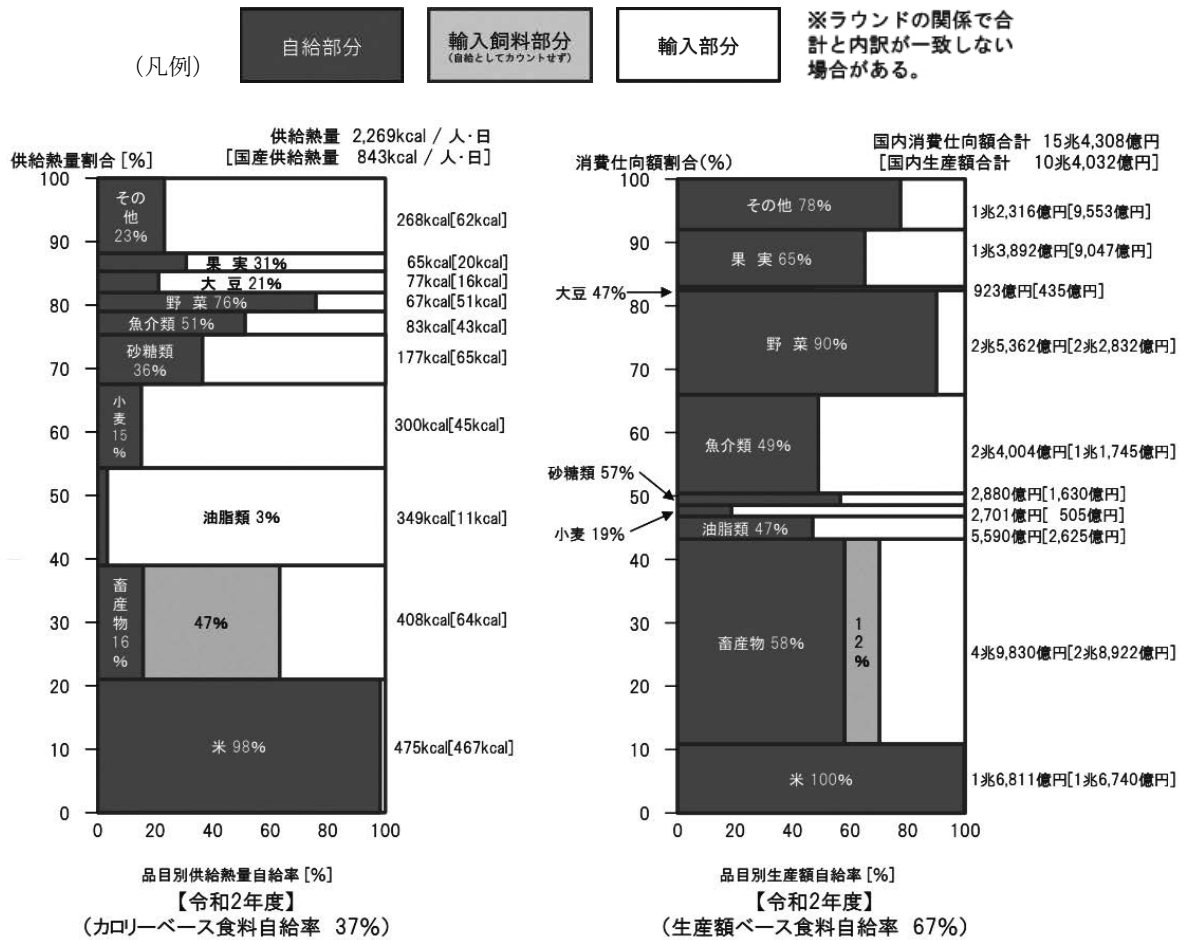 （凡例）
自給部分
輸入飼料部分
（自給としてカウントせず）
輸入部分
※ラウンドの関係で合
計と内訳が一致しない
場合がある。
供給熱量 2,269kcal / 人･日
[国産供給熱量 843kcal / 人･日]
供給熱量割合 [%]
100
90
80
70
60
50
40
30
20
10
0
その
他
23%
268kcal[62kcal]
果 実 31%
65kcal[20kcal]
大 豆 21%
77kcal[16kcal]
野 菜 76%
67kcal[51kcal]
魚介類 51%
83kcal[43kcal]
砂糖類
36%
177kcal[65kcal]
小
麦
15
%
300kcal[45kcal]
油脂類 3%
349kcal[11kcal]
畜
産
物
16
%
47%
408kcal[64kcal]
米 98%
475kcal[467kcal]
0 20 40 60 80 100
品目別供給熱量自給率 [%]
【令和2年度】
（カロリーベース食料自給率 37%）
国内消費仕向額合計 15兆4,308億円
[国内生産額合計 10兆4,032億円]
消費仕向額割合(%)
100
90
80
70
60
50
40
30
20
10
0
その他 78%
1兆2,316億円[9,553億円]
果 実 65%
1兆3,892億円[9,047億円]
大豆 47%
923億円[435億円]
野 菜 90%
2兆5,362億円[2兆2,832億円]
魚介類 49%
2兆4,004億円[1兆1,745億円]
砂糖類 57%
2,880億円[1,630億円]
小麦 19%
2,701億円[ 505億円]
油脂類 47%
5,590億円[2,625億円]
畜産物 58%
1
2
%
4兆9,830億円[2兆8,922億円]
米 100%
1兆6,811億円[1兆6,740億円]
0 20 40 60 80 100
品目別生産額自給率 [%]
【令和2年度】
（生産額ベース食料自給率 67%）